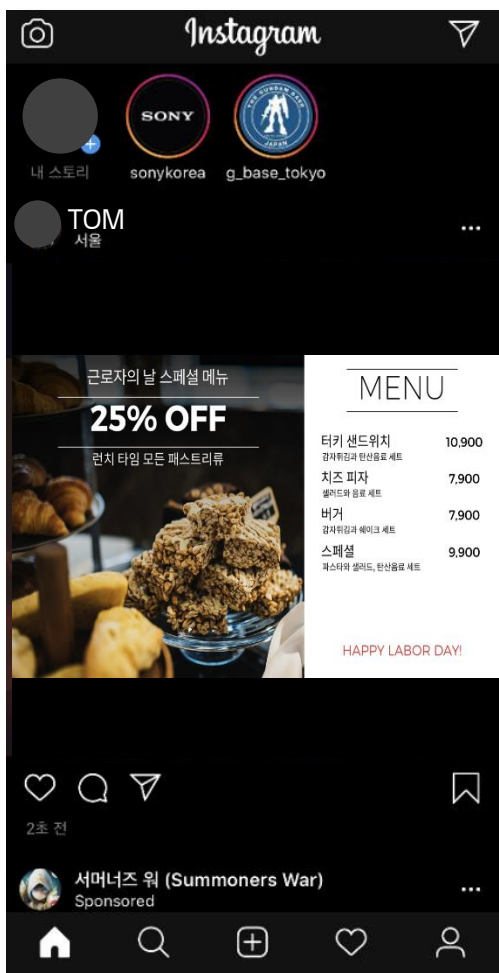 Instagram
SONY
THE GUNDAM BASE
JAPAN
내 스토리
sonykorea
g_base_tokyo
TOM
서울
근로자의 날 스페셜 메뉴
25% OFF
런치 타임 모든 패스트리류
MENU
터키 샌드위치 10,900
감자튀김과 탄산음료 세트
치즈 피자 7,900
샐러드와 음료 세트
버거 7,900
감자튀김과 쉐이크 세트
스페셜 9,900
파스타와 샐러드, 탄산음료 세트
HAPPY LABOR DAY!
2초 전
서머너즈 워 (Summoners War)
Sponsored